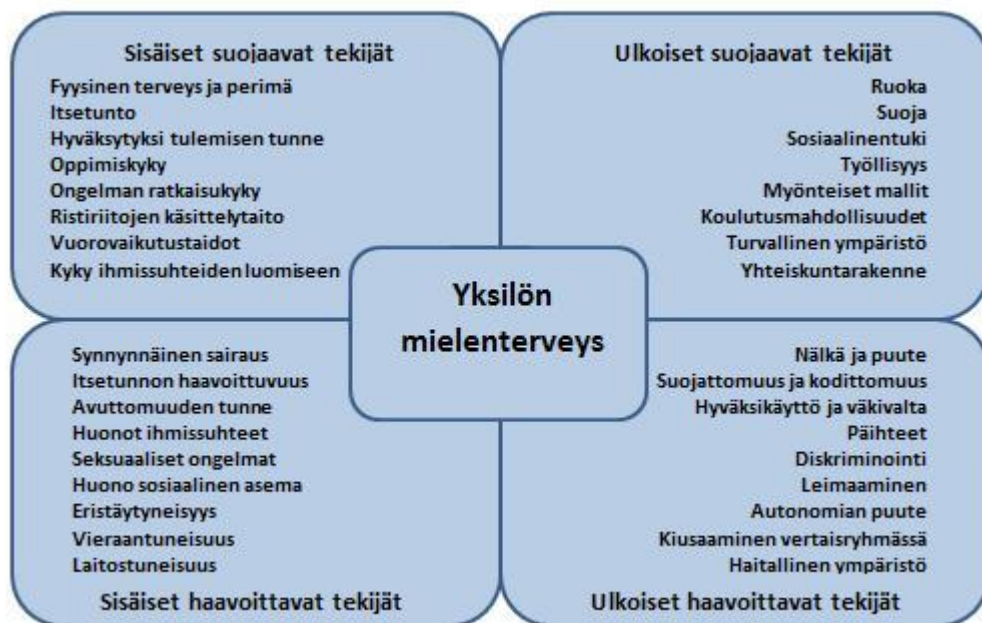 Sisäiset suojaavat tekijät
Fyysinen terveys ja perimä
Itsetunto
Hyväksytyksi tulemisen tunne
Oppimiskyky
Ongelman ratkaisukyky
Ristiriitojen käsittelytaito
Vuorovaikutustaidot
Kyky ihmissuhteiden luomiseen
Ulkoiset suojaavat tekijät
Ruoka
Suoja
Sosiaalinentuki
Työllisyys
Myönteiset mallit
Koulutusmahdollisuudet
Turvallinen ympäristö
Yhteiskuntarakenne
Yksilön
mielenterveys
Synnynnäinen sairaus
Itsetunnon haavoittuvuus
Avuttomuuden tunne
Huonot ihmissuhteet
Seksuaaliset ongelmat
Huono sosiaalinen asema
Eristäytyneisyys
Vieraantuneisuus
Laitostuneisuus
Sisäiset haavoittavat tekijät
Nälkä ja puute
Suojattomuus ja kodittomuus
Hyväksikäyttö ja väkivalta
Päihteet
Diskriminointi
Leimaaminen
Autonomian puute
Kiusaaminen vertaisryhmässä
Haitallinen ympäristö
Ulkoiset haavoittavat tekijät